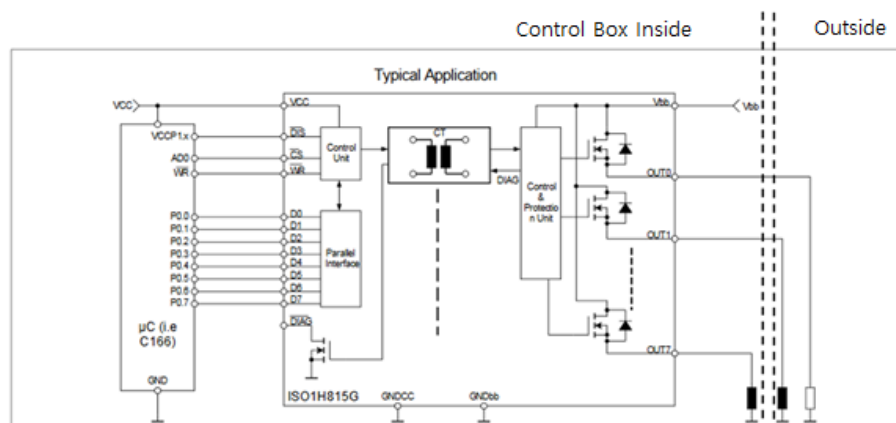 Control Box Inside
Outside
Typical Application
VCC
VCC
Vbb
Vbb
VCCP1.x
DIS
AD0
CS
WR
WR
Control
Unit
CT
DIAG
Control
&
Protectio
n Unit
OUT0
OUT1
OUT7
P0.0
P0.1
P0.2
P0.3
P0.4
P0.5
P0.6
P0.7
D0
D1
D2
D3
D4
D5
D6
D7
Parallel
Interface
DIAG
µC (i.e
C166)
GND
ISO1H815G
GNDCC
GNDbb